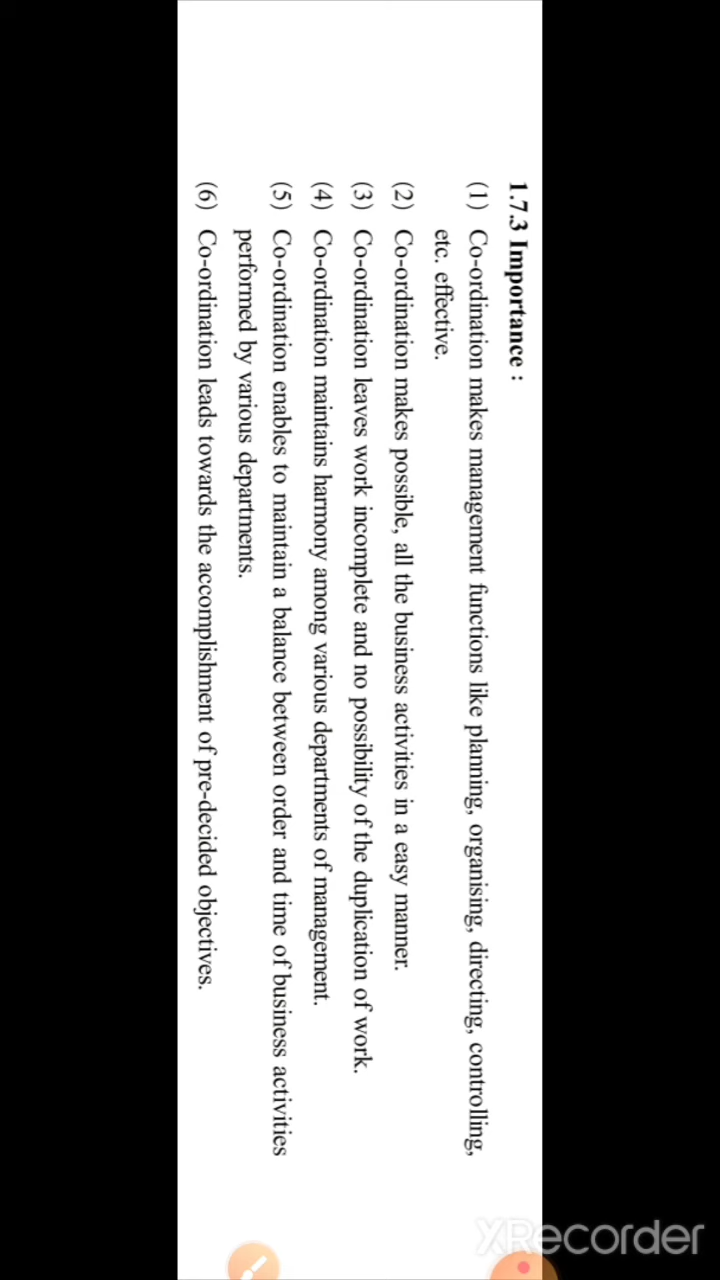 1.7.3 Importance :
(1) Co-ordination makes management functions like planning, organising, directing, controlling,
etc. effective.
(2) Co-ordination makes possible, all the business activities in a easy manner.
(3) Co-ordination leaves work incomplete and no possibility of the duplication of work.
(4) Co-ordination maintains harmony among various departments of management.
(5) Co-ordination enables to maintain a balance between order and time of business activities
performed by various departments.
(6) Co-ordination leads towards the accomplishment of pre-decided objectives.
XRecorder